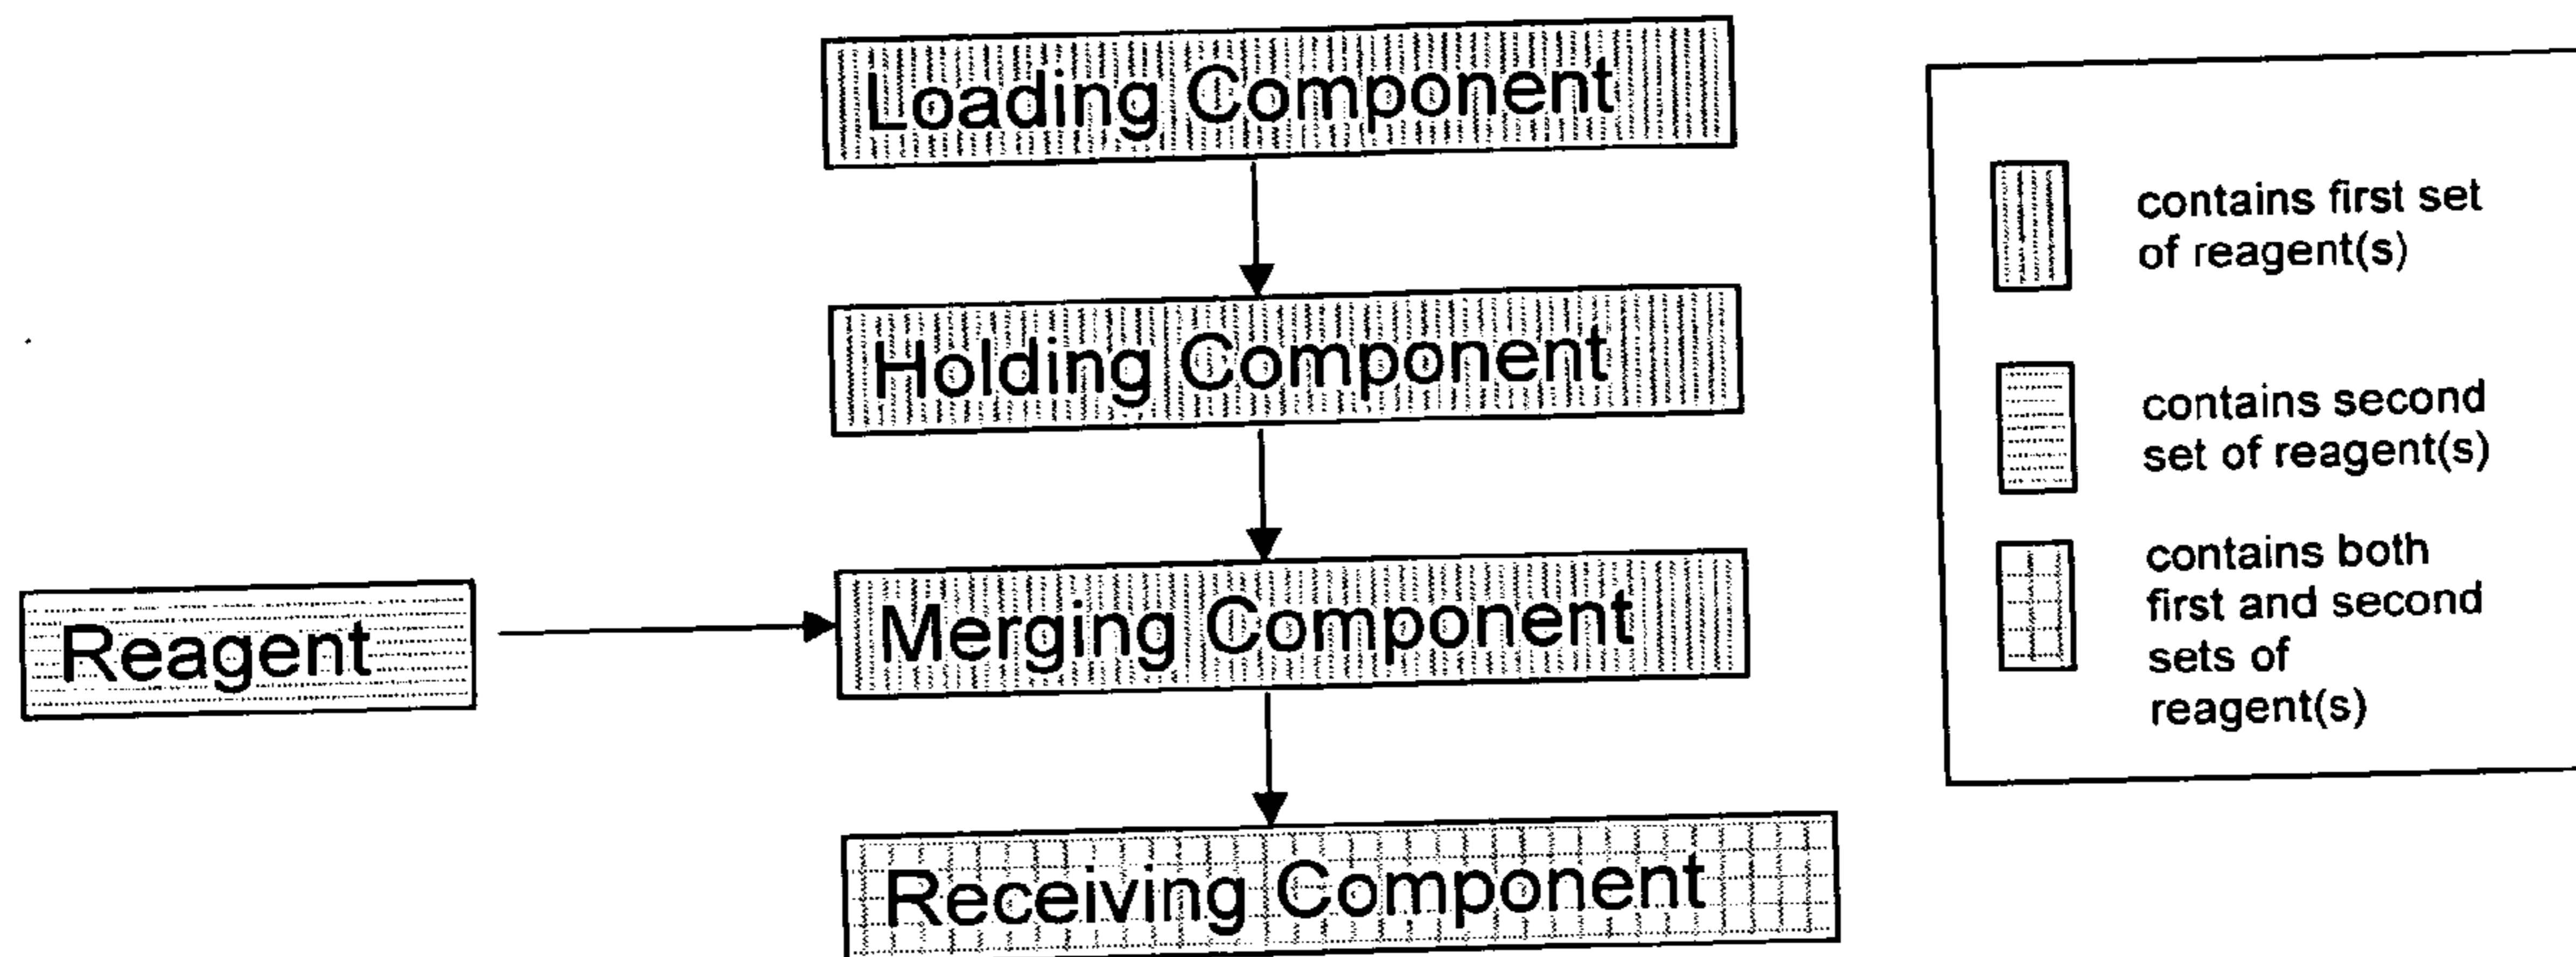 Loading Component
Holding Component
Reagent
Merging Component
Receiving Component
contains first set
of reagent(s)
contains second
set of reagent(s)
contains both
first and second
sets of
reagent(s)